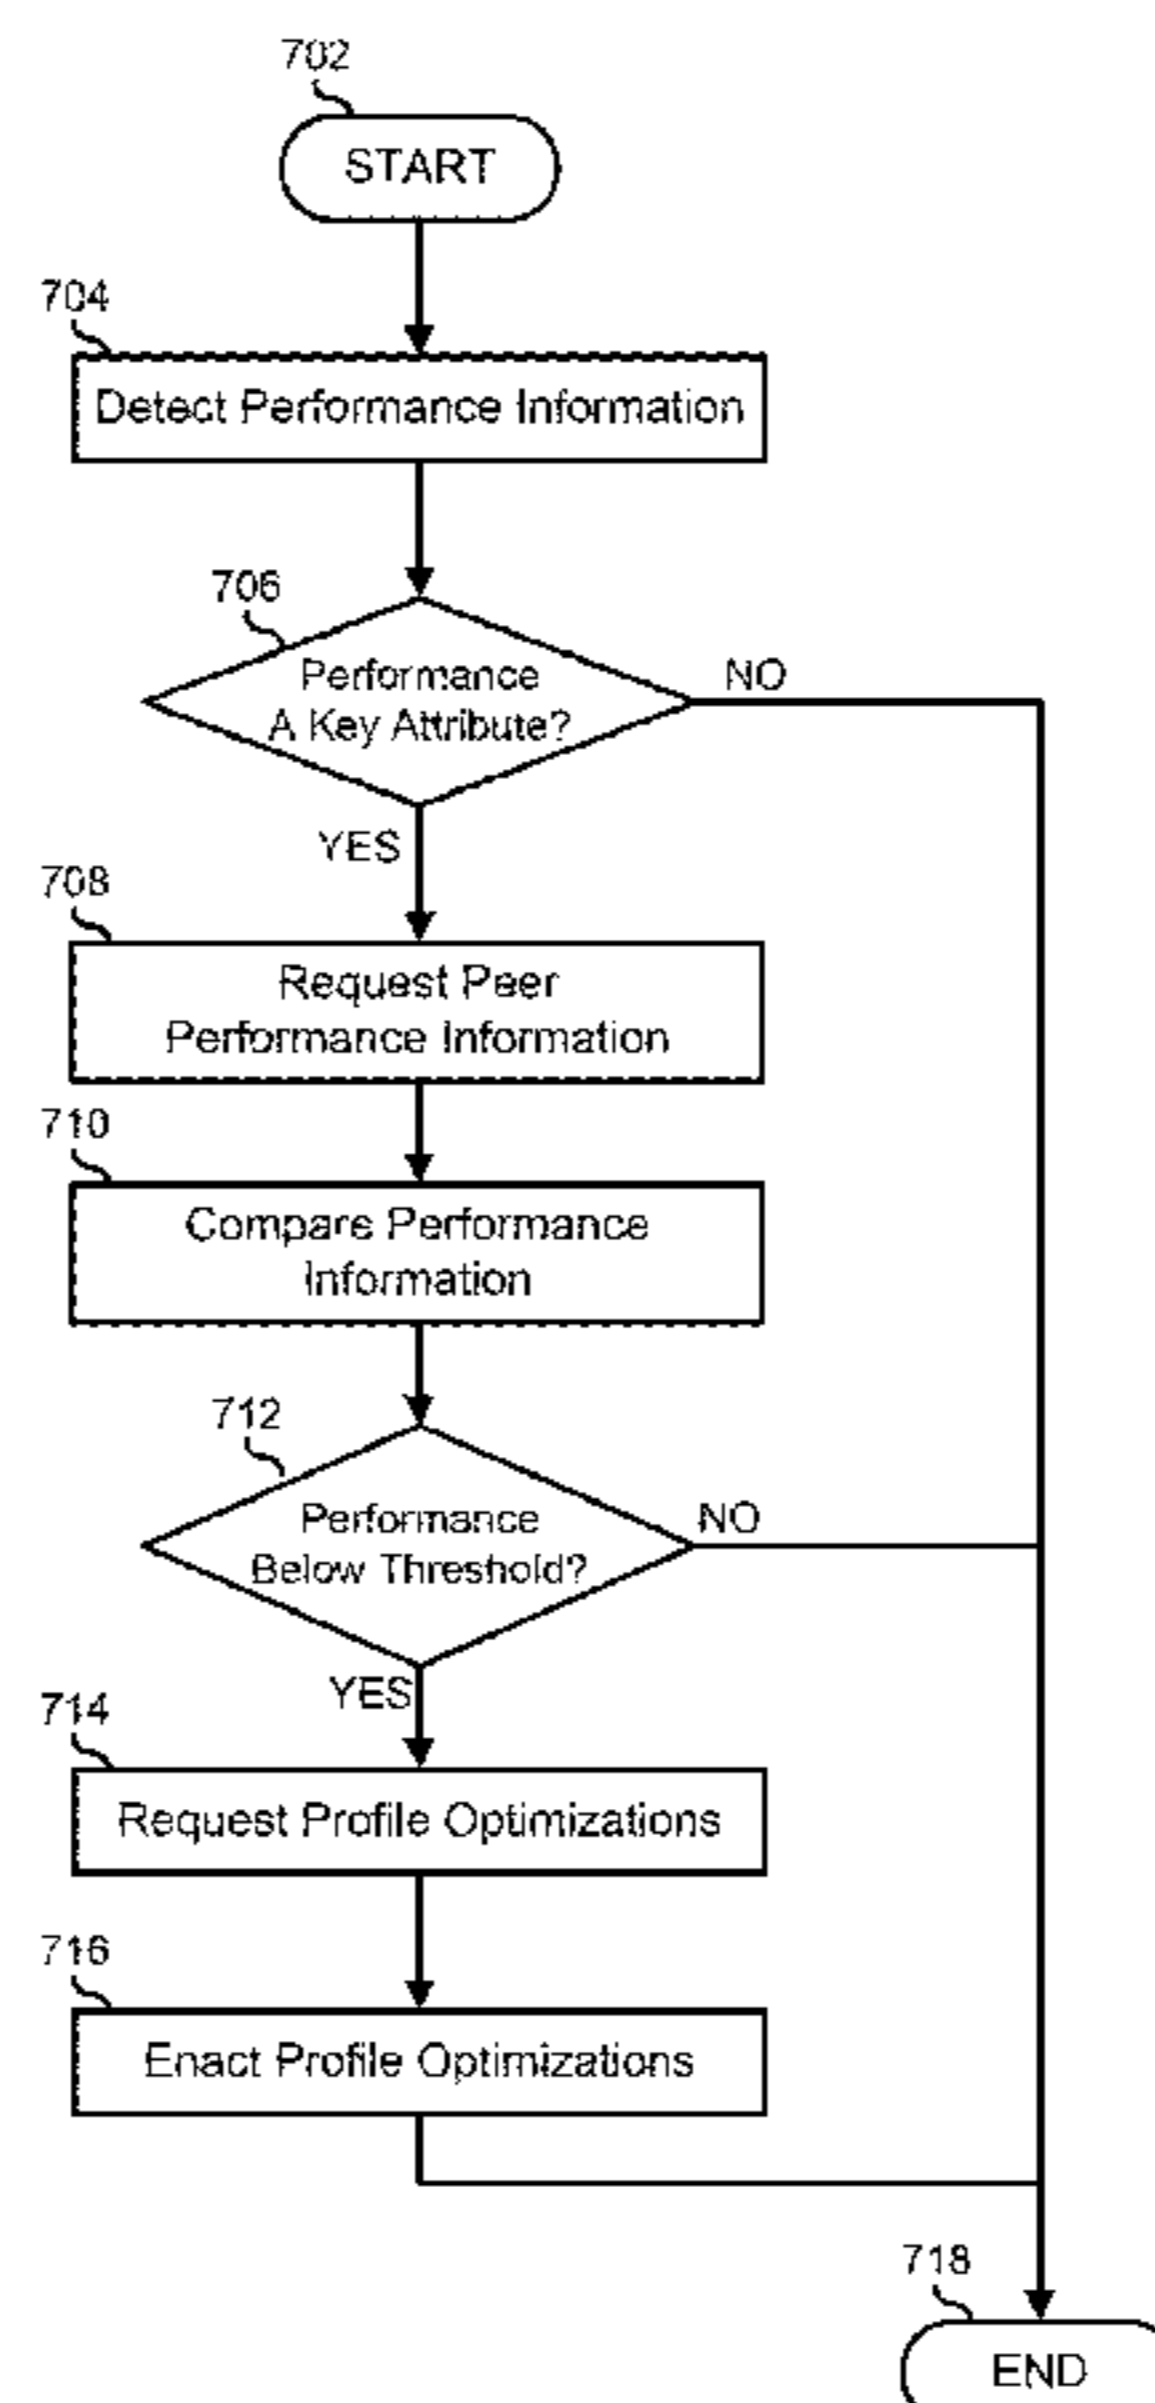 702
START
704
Detect Performance Information
706
Performance
A Key Attribute?
NO
YES
708
Request Peer
Performance Information
710
Compare Performance
Information
712
Performance
Below Threshold?
NO
YES
714
Request Profile Optimizations
716
Enact Profile Optimizations
718
END